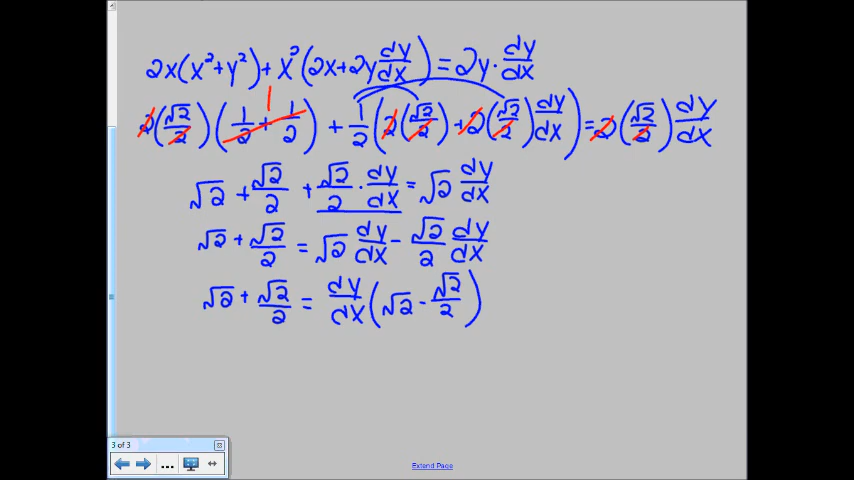 2x(x²+y²)+x²(2x+2y dy/dx)=2y·dy/dx
1
2(√2/2)(1/2+1/2)+1/2(2(√2/2)+2(√2/2)dy/dx)=2(√2/2)dy/dx
√2+√2/2+√2/2·dy/dx=√2 dy/dx
√2+√2/2=√2 dy/dx-√2/2 dy/dx
√2+√2/2=dy/dx(√2-√2/2)
3 of 3
...
Extend Page